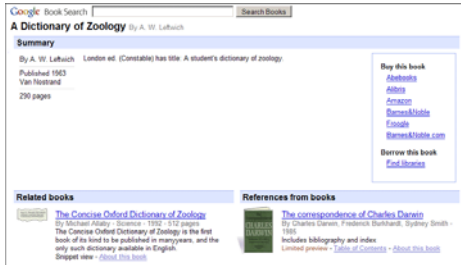 Google Book Search Search Books
A Dictionary of Zoology By A. W. Leftwich
Summary
By A. W. Leftwich
Published 1963
Van Nostrand
290 pages
London ed. (Constable) has title: A student's dictionary of zoology.
Buy this book
Abebooks
Alibris
Amazon
Barnes&Noble
Froogle
Barnes&Noble.com
Borrow this book
Find libraries
Related books
The Concise Oxford Dictionary of Zoology
By Michael Allaby - Science - 1992 - 512 pages
The Concise Oxford Dictionary of Zoology is the first
book of its kind to be published in manyyears, and the
only such dictionary available in English.
Snippet view - About this book
References from books
CHARLES
DARWIN
The correspondence of Charles Darwin
By Charles Darwin, Frederick Burkhardt, Sydney Smith -
1985
Includes bibliography and index
Limited preview - Table of Contents - About this book